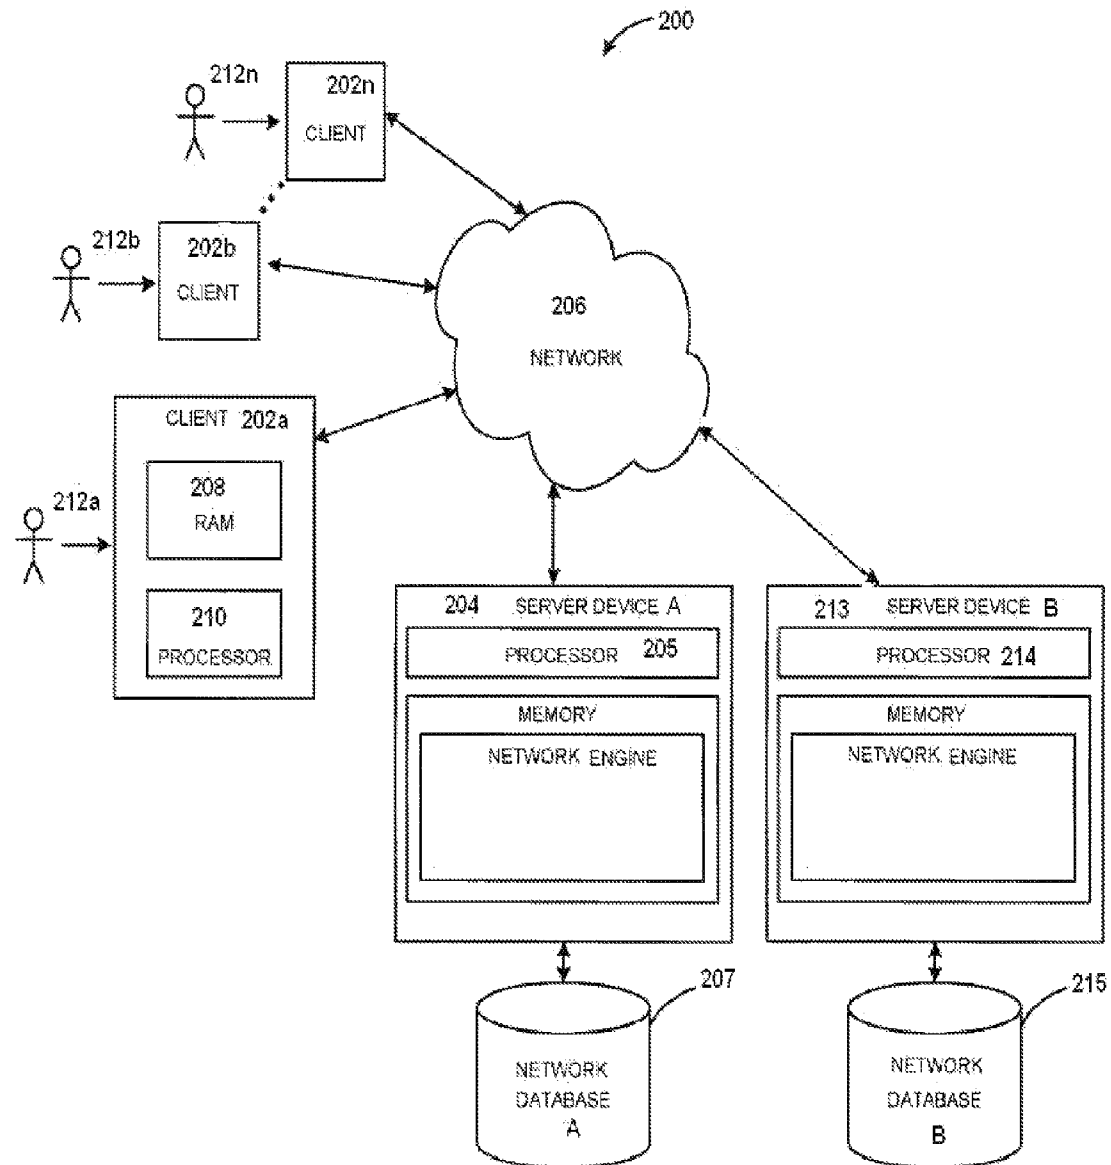 200
212n
202n
CLIENT
212b
202b
CLIENT
206
NETWORK
CLIENT 202a
208
RAM
212a
210
PROCESSOR
204 SERVER DEVICE A
PROCESSOR 205
MEMORY
NETWORK ENGINE
213 SERVER DEVICE B
PROCESSOR 214
MEMORY
NETWORK ENGINE
207
NETWORK
DATABASE
A
215
NETWORK
DATABASE
B